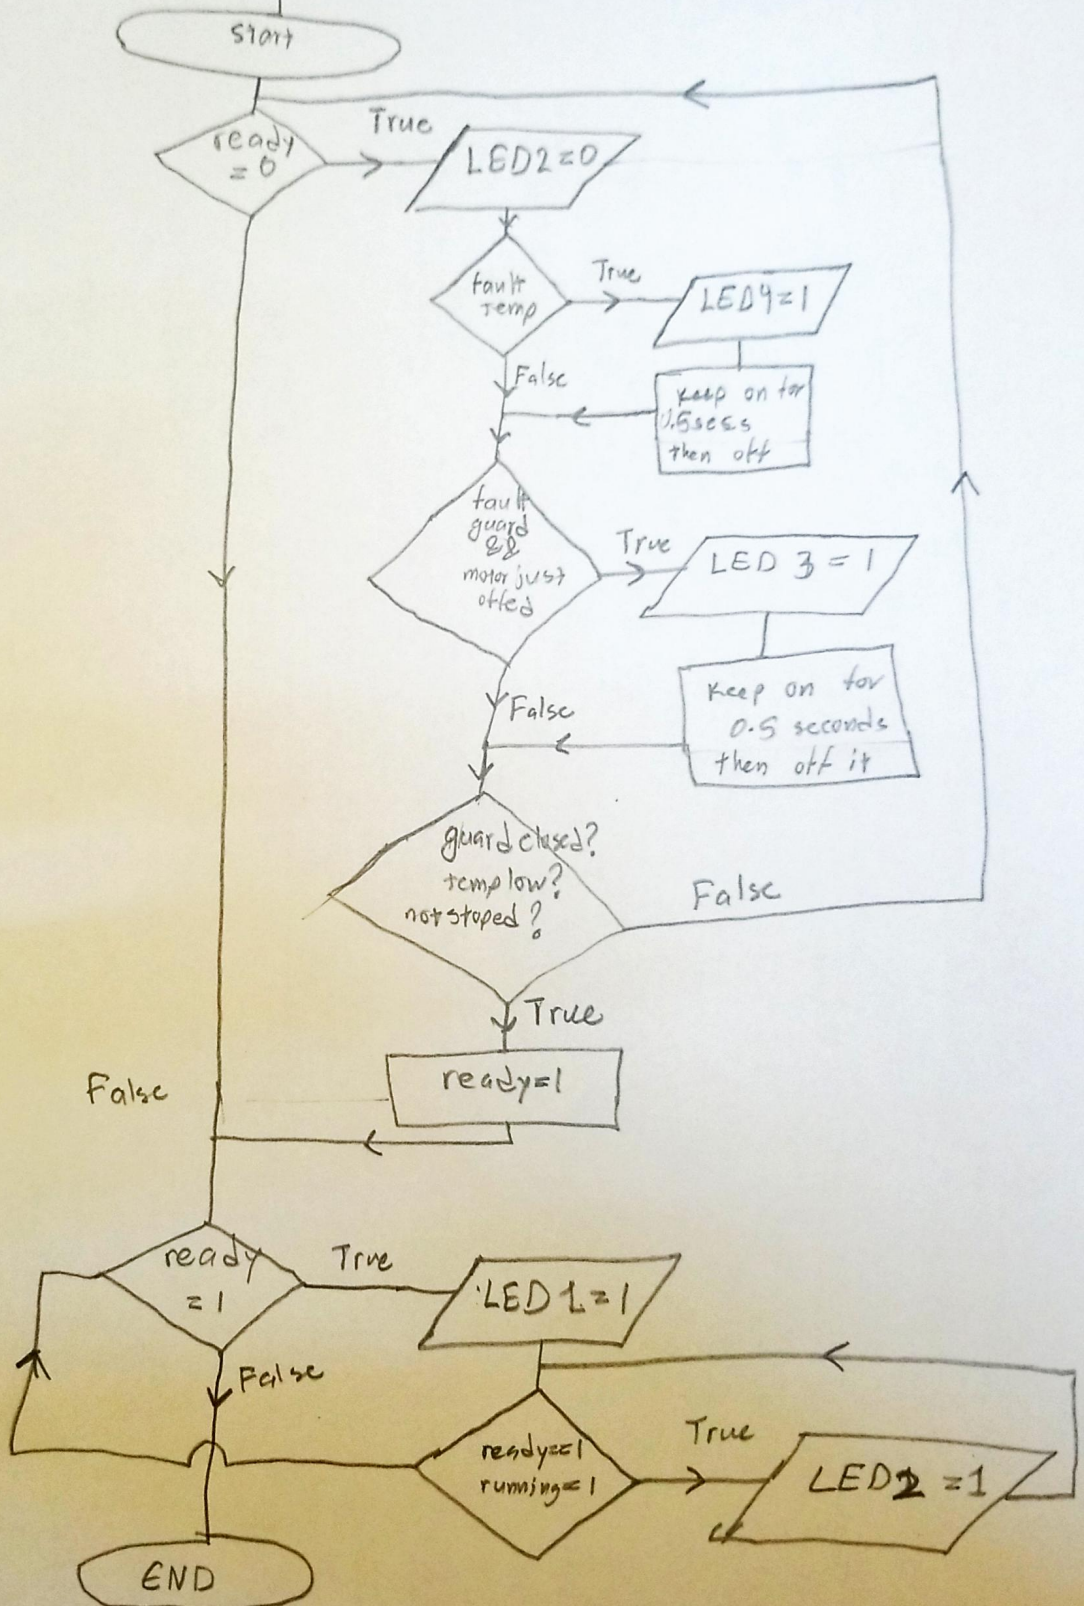 start
True
ready
= 0
LED2=0
fault
Temp
True
LED4=1
False
keep on for
0.5secs
then off
fault
guard
&&
motor just
offed
True
LED 3 = 1
False
keep on for
0.5 seconds
then off it
guard closed?
temp low?
not stoped?
False
True
ready=1
False
ready
=1
True
LED 1=1
False
ready==1
running=1
True
LED2 =1
END